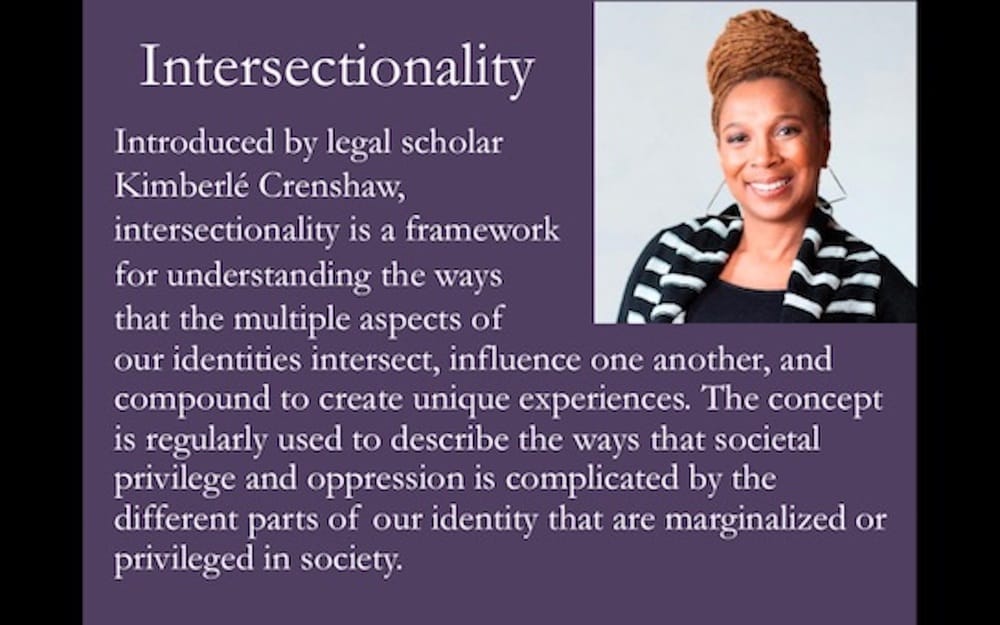 Intersectionality
Introduced by legal scholar
Kimberlé Crenshaw,
intersectionality is a framework
for understanding the ways
that the multiple aspects of
our identities intersect, influence one another, and
compound to create unique experiences. The concept
is regularly used to describe the ways that societal
privilege and oppression is complicated by the
different parts of our identity that are marginalized or
privileged in society.